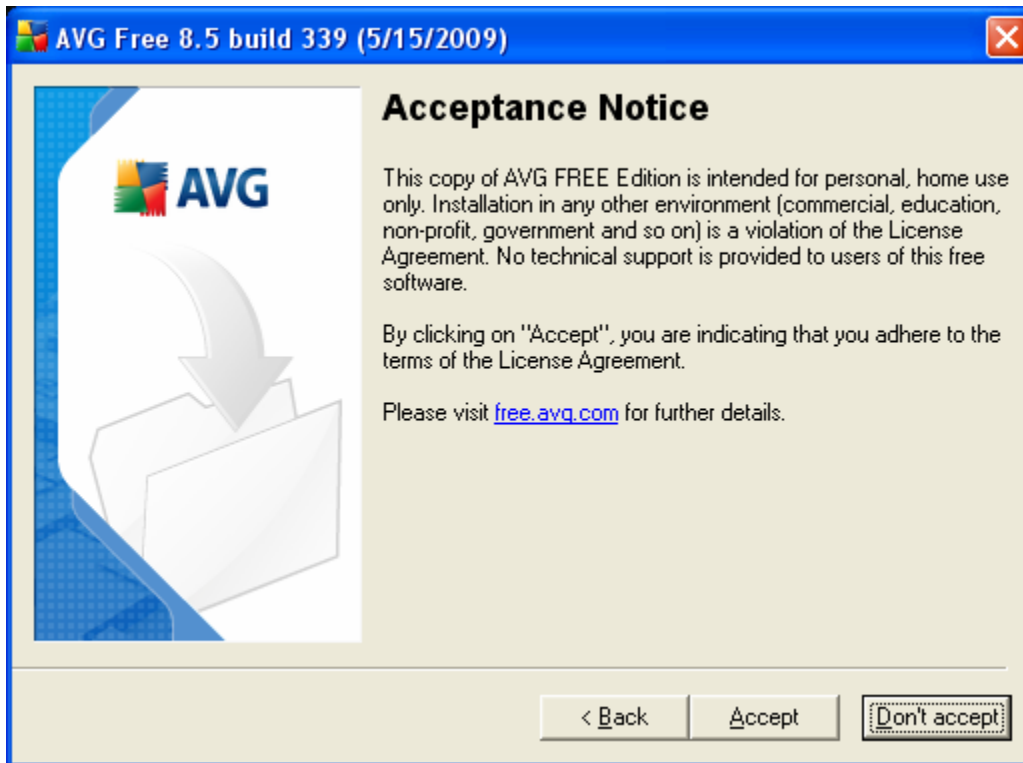 AVG Free 8.5 build 339 (5/15/2009)
AVG
Acceptance Notice
This copy of AVG FREE Edition is intended for personal, home use
only. Installation in any other environment (commercial, education,
non-profit, government and so on) is a violation of the License
Agreement. No technical support is provided to users of this free
software.
By clicking on "Accept", you are indicating that you adhere to the
terms of the License Agreement.
Please visit free.avg.com for further details.
< Back
Accept
Don't accept